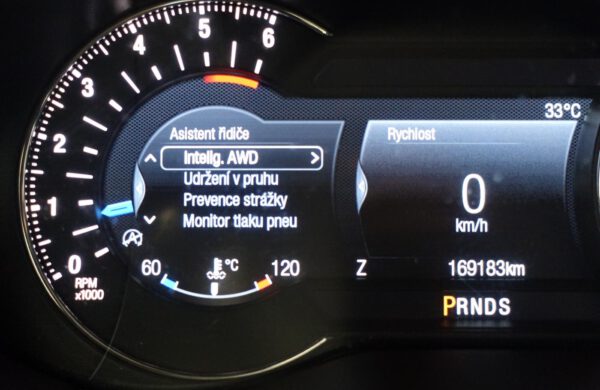 6
5
4
3
2
1
0
RPM
x1000
33°C
Asistent řidiče
Intelig. AWD
Udržení v pruhu
Prevence strážky
Monitor tlaku pneu
Rychlost
0
km/h
60 °C 120
Z 169183km
PRNDS